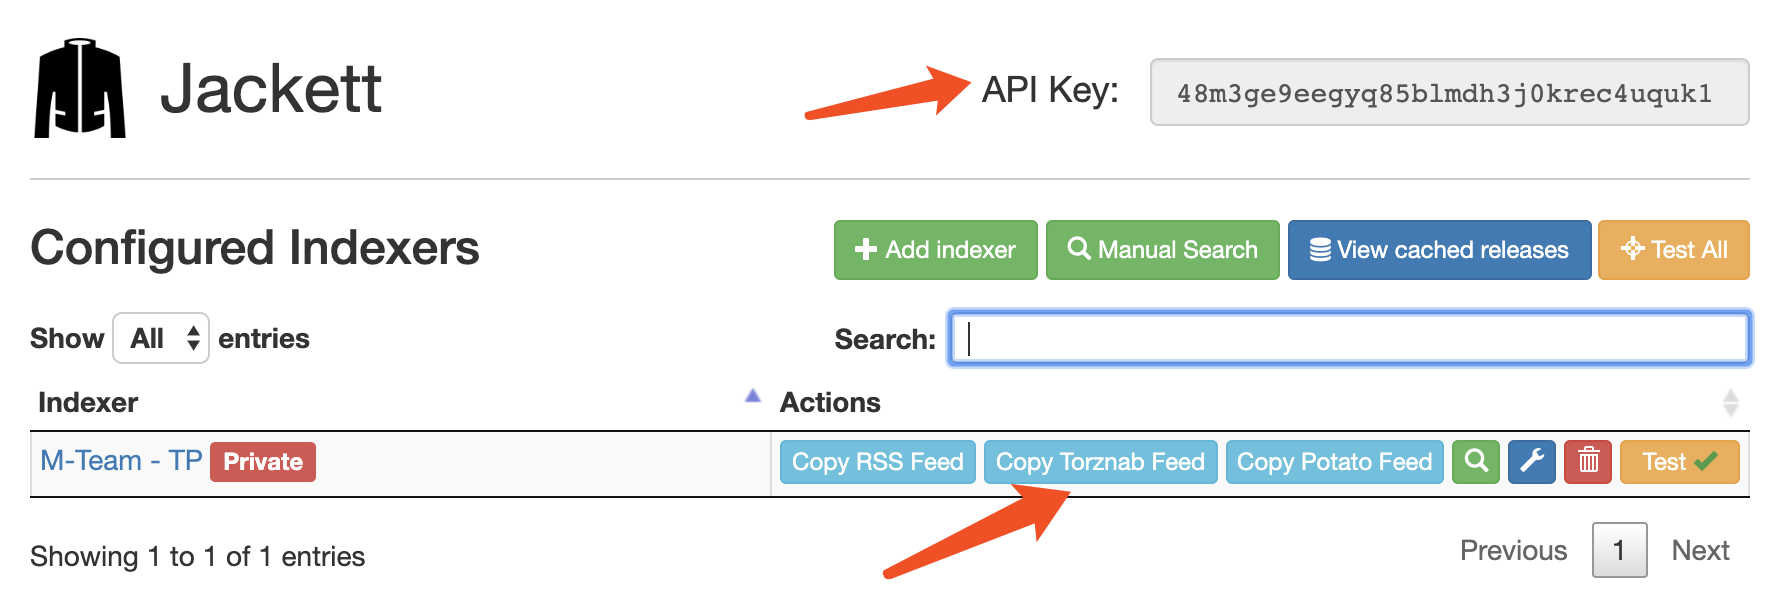 Jackett
API Key: 48m3ge9eegyq85blmdh3j0krec4uquk1
Configured Indexers
Add indexer Manual Search View cached releases Test All
Show All entries Search:
Indexer Actions
M-Team - TP Private Copy RSS Feed Copy Torznab Feed Copy Potato Feed Test
Showing 1 to 1 of 1 entries
Previous 1 Next